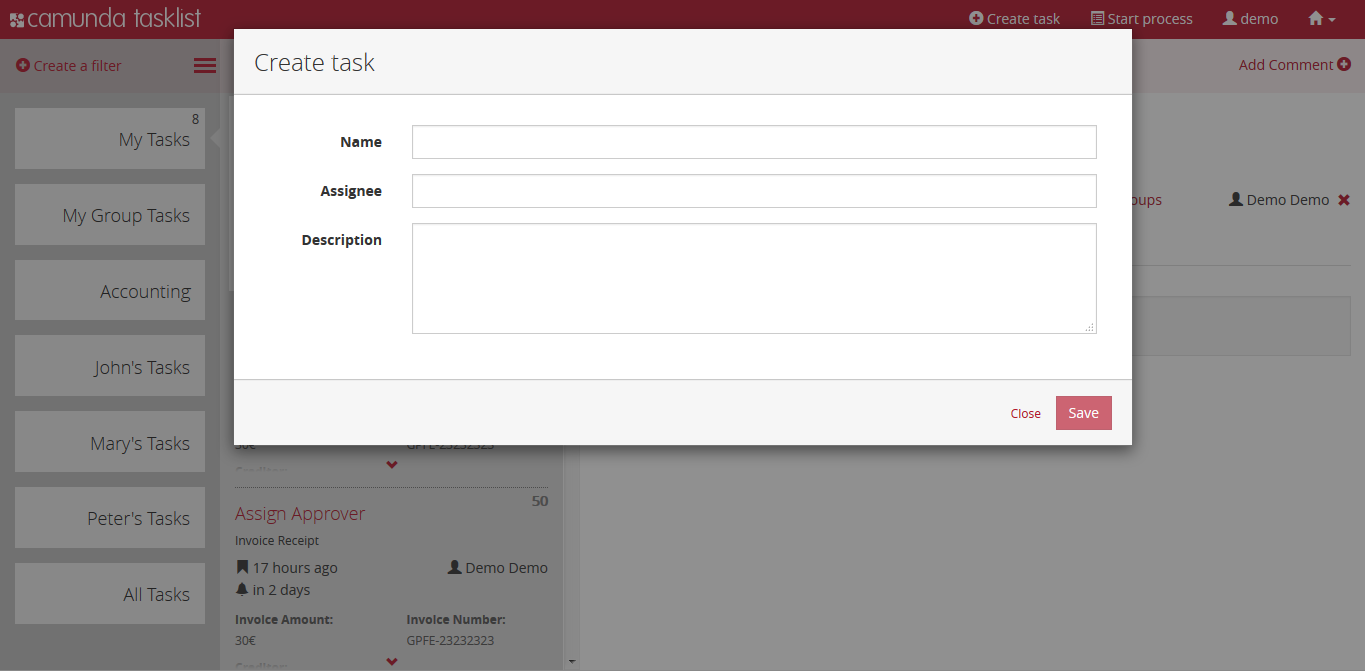 camunda tasklist
Create task
Start process
demo
Create a filter
Add Comment
My Tasks
8
My Group Tasks
Accounting
John's Tasks
Mary's Tasks
Peter's Tasks
All Tasks
Create task
Name
Assignee
Description
Close
Save
Demo Demo
30€
GPFE-23232323
50
Assign Approver
Invoice Receipt
17 hours ago
Demo Demo
in 2 days
Invoice Amount:
Invoice Number:
30€
GPFE-23232323